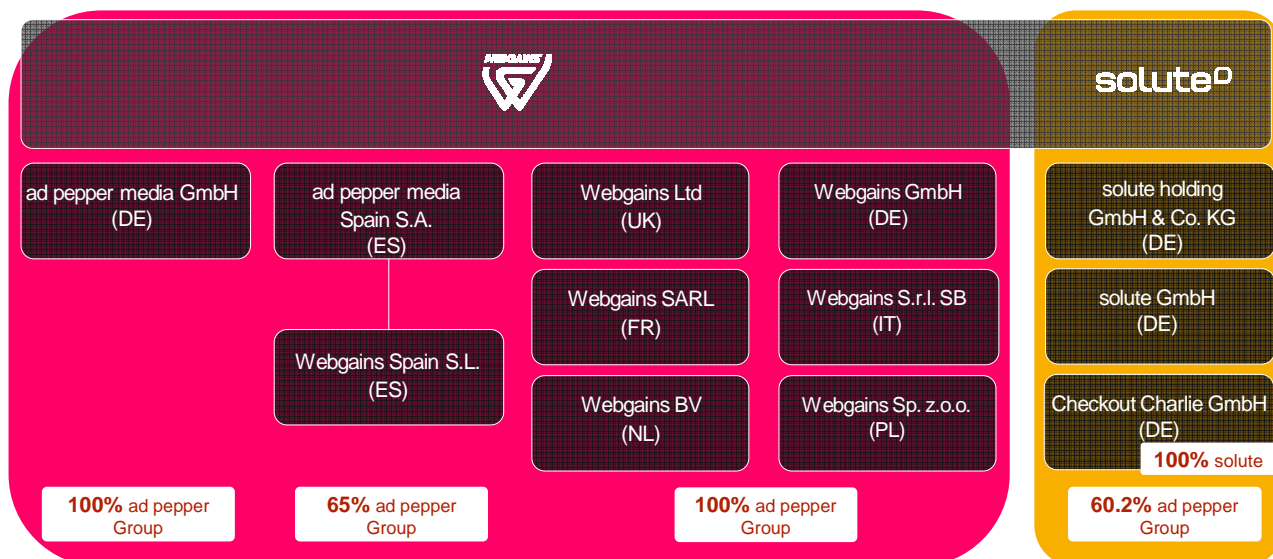 WEBGAINS
solute
ad pepper media GmbH
(DE)
ad pepper media
Spain S.A.
(ES)
Webgains Spain S.L.
(ES)
Webgains Ltd
(UK)
Webgains GmbH
(DE)
Webgains SARL
(FR)
Webgains S.r.l. SB
(IT)
Webgains BV
(NL)
Webgains Sp. z.o.o.
(PL)
solute holding
GmbH & Co. KG
(DE)
solute GmbH
(DE)
Checkout Charlie GmbH
(DE)
100% solute
100% ad pepper
Group
65% ad pepper
Group
100% ad pepper
Group
60.2% ad pepper
Group